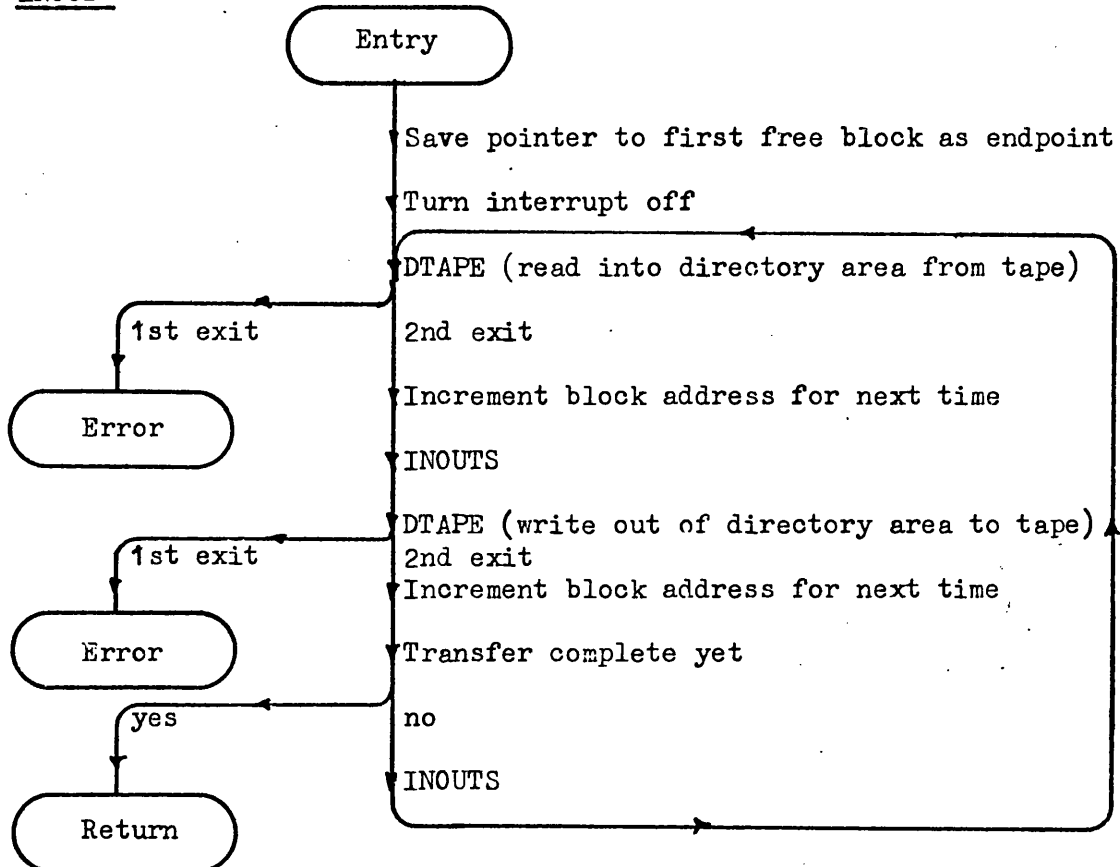 Entry
Save pointer to first free block as endpoint
Turn interrupt off
DTAPE (read into directory area from tape)
1st exit
2nd exit
Increment block address for next time
Error
INOUTS
DTAPE (write out of directory area to tape)
1st exit
2nd exit
Increment block address for next time
Error
Transfer complete yet
yes
no
INOUTS
Return